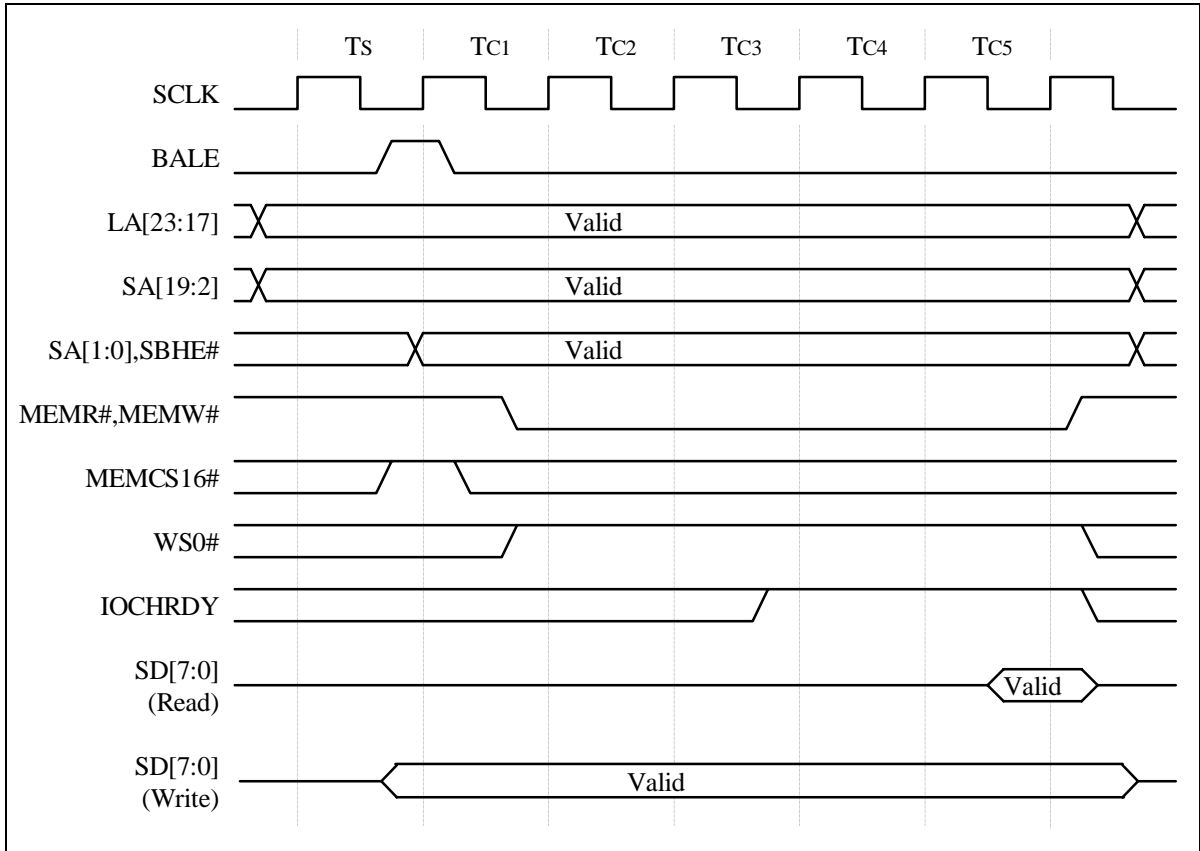 Ts TC1 TC2 TC3 TC4 TC5
SCLK
BALE
LA[23:17] Valid
SA[19:2] Valid
SA[1:0],SBHE# Valid
MEMR#,MEMW#
MEMCS16#
WS0#
IOCHRDY
SD[7:0]
(Read)
Valid
SD[7:0]
(Write)
Valid